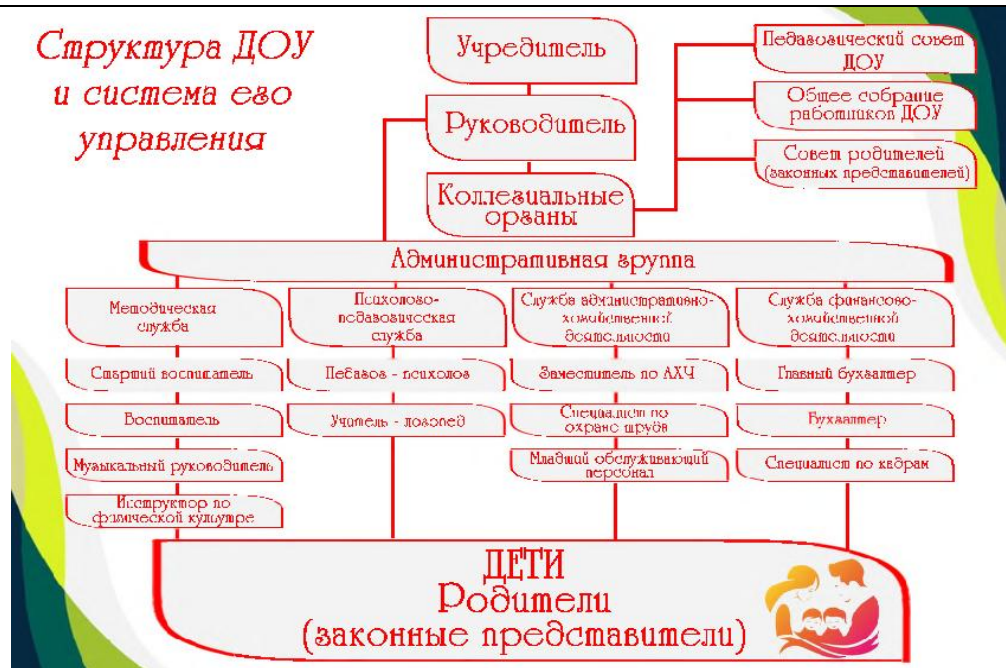 Структура ДОУ
и система его
управления
Учредитель
Руководитель
Коллегиальные
органы
Педагогический совет
ДОУ
Общее собрание
работников ДОУ
Совет родителей
(законных представителей)
Административная группа
Методическая
служба
Психолого-
педагогическая
служба
Служба административно-
хозяйственной
деятельности
Служба финансово-
хозяйственной
деятельности
Старший воспитатель
Педагог - психолог
Заместитель по АХЧ
Главный бухгалтер
Воспитатель
Учитель - логопед
Специалист по
охране труда
Бухгалтер
Музыкальный руководитель
Младший обслуживающий
персонал
Специалист по кадрам
Инструктор по
физической культуре
ДЕТИ
Родители
(законные представители)